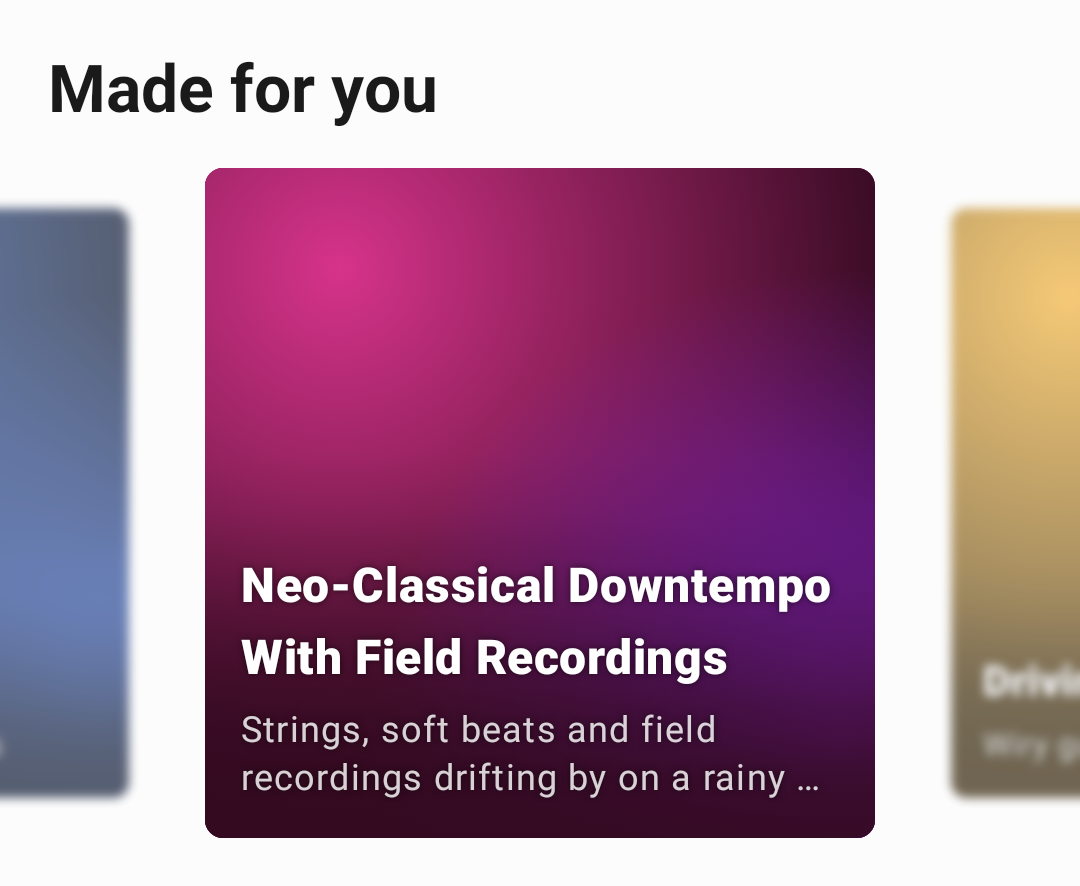 Made for you
Neo-Classical Downtempo
With Field Recordings
Strings, soft beats and field
recordings drifting by on a rainy …
Wiry